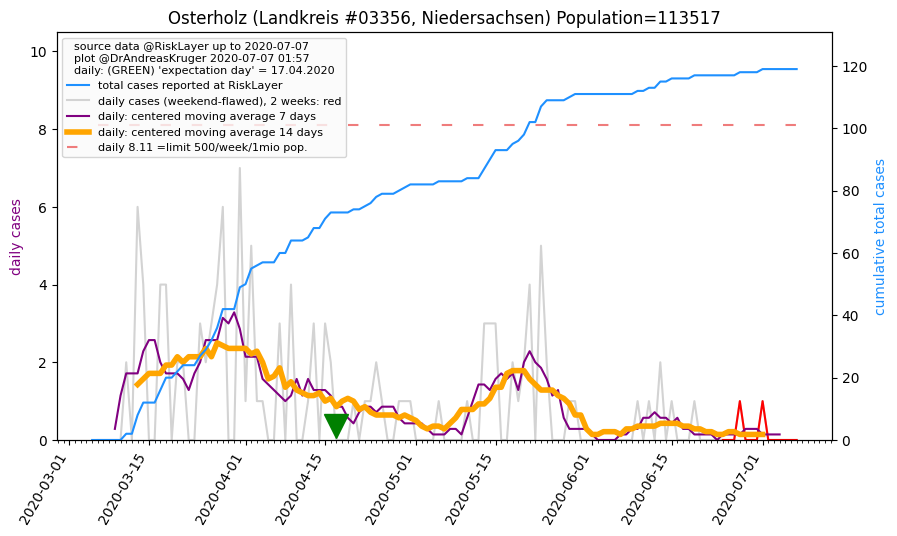 Osterholz (Landkreis #03356, Niedersachsen) Population=113517
source data @RiskLayer up to 2020-07-07
plot @DrAndreasKruger 2020-07-07 01:57
daily: (GREEN) 'expectation day' = 17.04.2020
total cases reported at RiskLayer
daily cases (weekend-flawed), 2 weeks: red
daily: centered moving average 7 days
daily: centered moving average 14 days
daily 8.11 =limit 500/week/1mio pop.
daily cases
10
8
6
4
2
0
cumulative total cases
120
100
80
60
40
20
0
2020-03-01
2020-03-15
2020-04-01
2020-04-15
2020-05-01
2020-05-15
2020-06-01
2020-06-15
2020-07-01